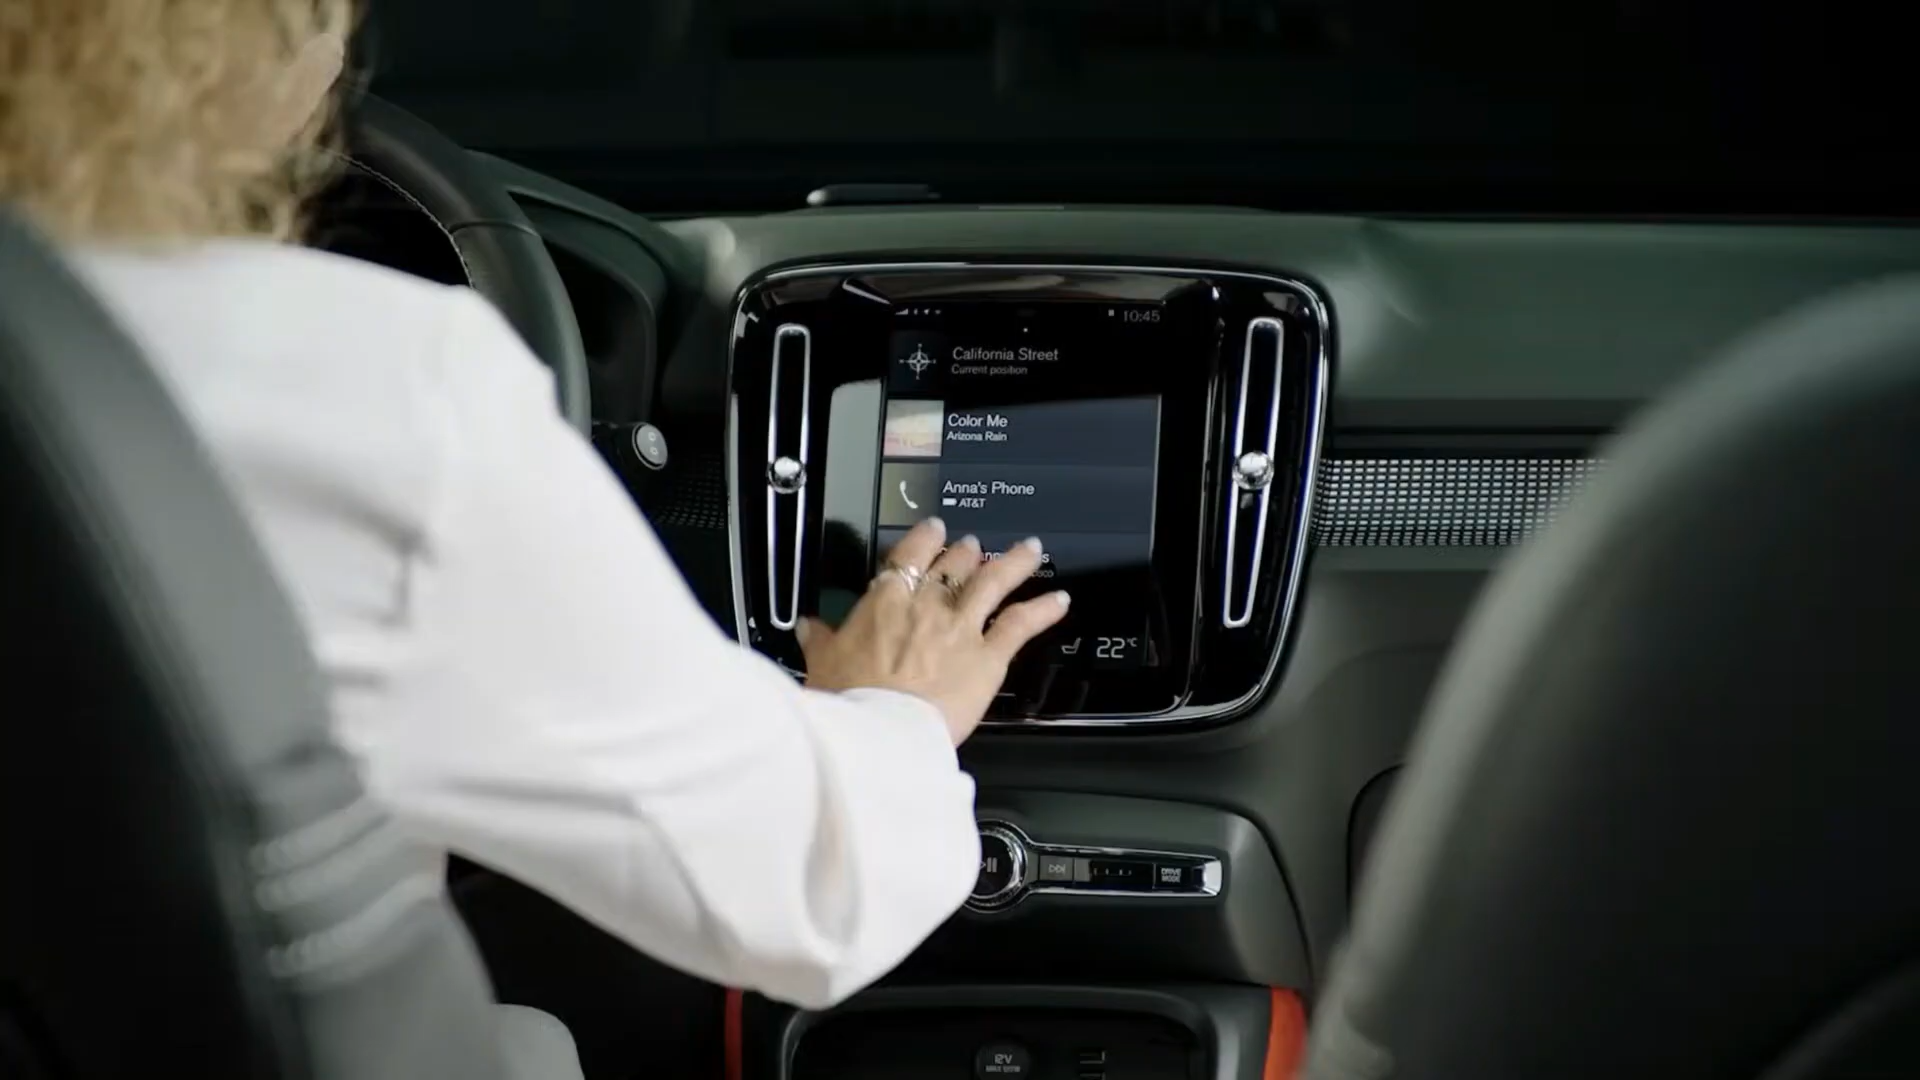 10:45
California Street
Current position
Color Me
Arizona Rain
Anna's Phone
AT&T
22°C
DRIVE
MODE
12V